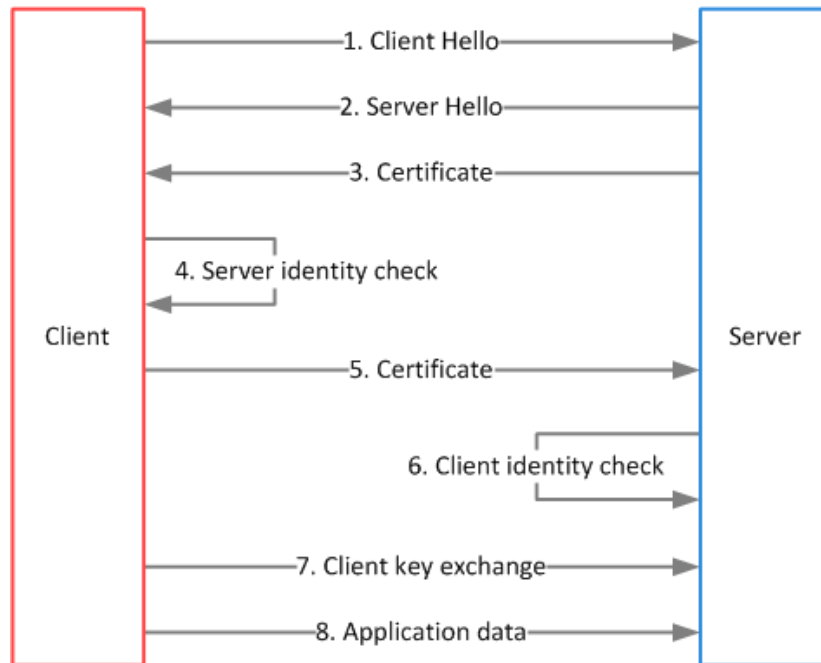 1. Client Hello
2. Server Hello
3. Certificate
4. Server identity check
Client
Server
5. Certificate
6. Client identity check
7. Client key exchange
8. Application data